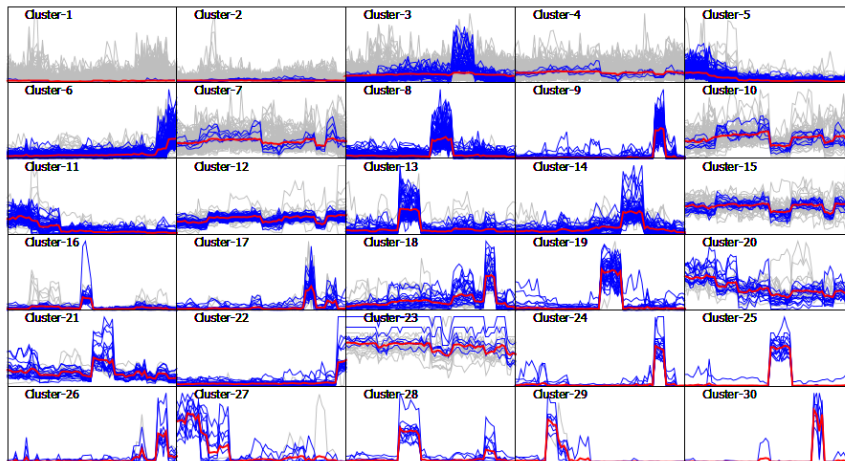 Cluster-1 Cluster-2 Cluster-3 Cluster-4 Cluster-5
Cluster-6 Cluster-7 Cluster-8 Cluster-9 Cluster-10
Cluster-11 Cluster-12 Cluster-13 Cluster-14 Cluster-15
Cluster-16 Cluster-17 Cluster-18 Cluster-19 Cluster-20
Cluster-21 Cluster-22 Cluster-23 Cluster-24 Cluster-25
Cluster-26 Cluster-27 Cluster-28 Cluster-29 Cluster-30